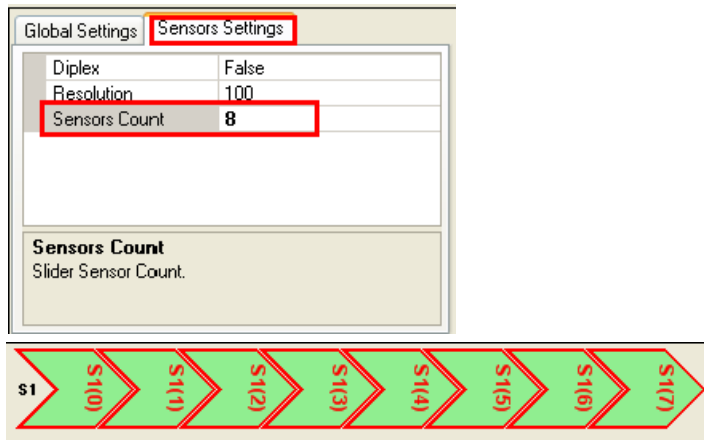 Global Settings Sensors Settings
Diplex False
Resolution 100
Sensors Count 8
Sensors Count
Slider Sensor Count.
S1 S1(0) S1(1) S1(2) S1(3) S1(4) S1(5) S1(6) S1(7)